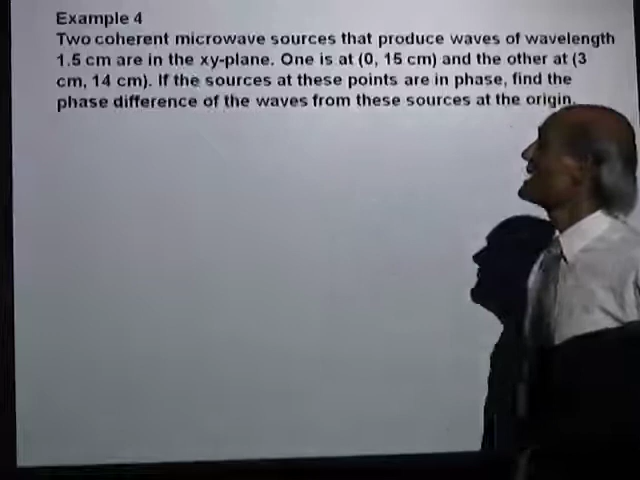 Example 4
Two coherent microwave sources that produce waves of wavelength
1.5 cm are in the xy-plane. One is at (0, 15 cm) and the other at (3
cm, 14 cm). If the sources at these points are in phase, find the
phase difference of the waves from these sources at the origin.